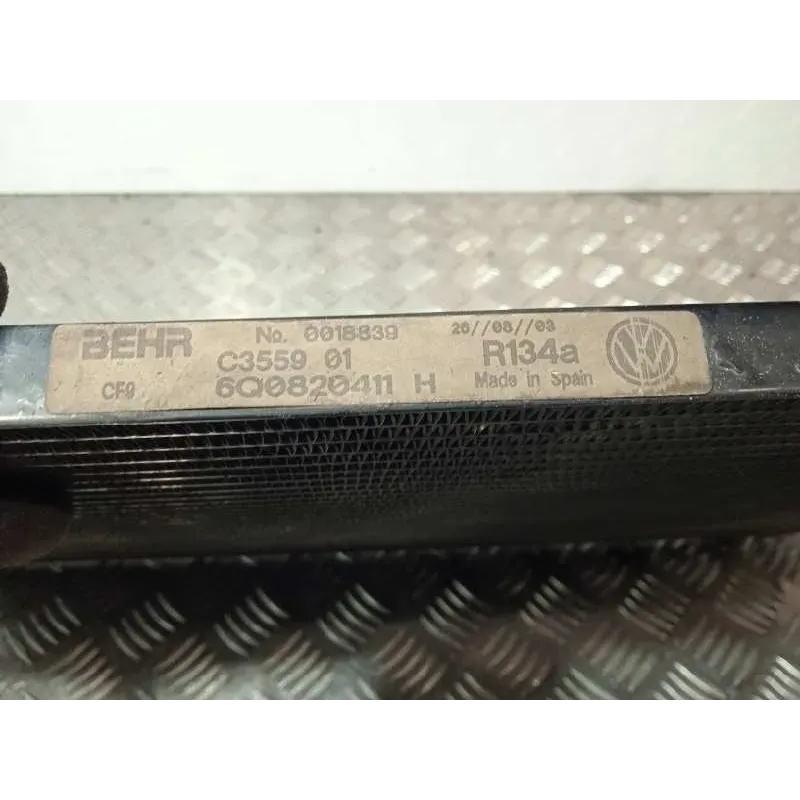 BEHR No. 0018839 26//08//03
C3559 01 R134a
CF9 6Q0820411 H Made in Spain